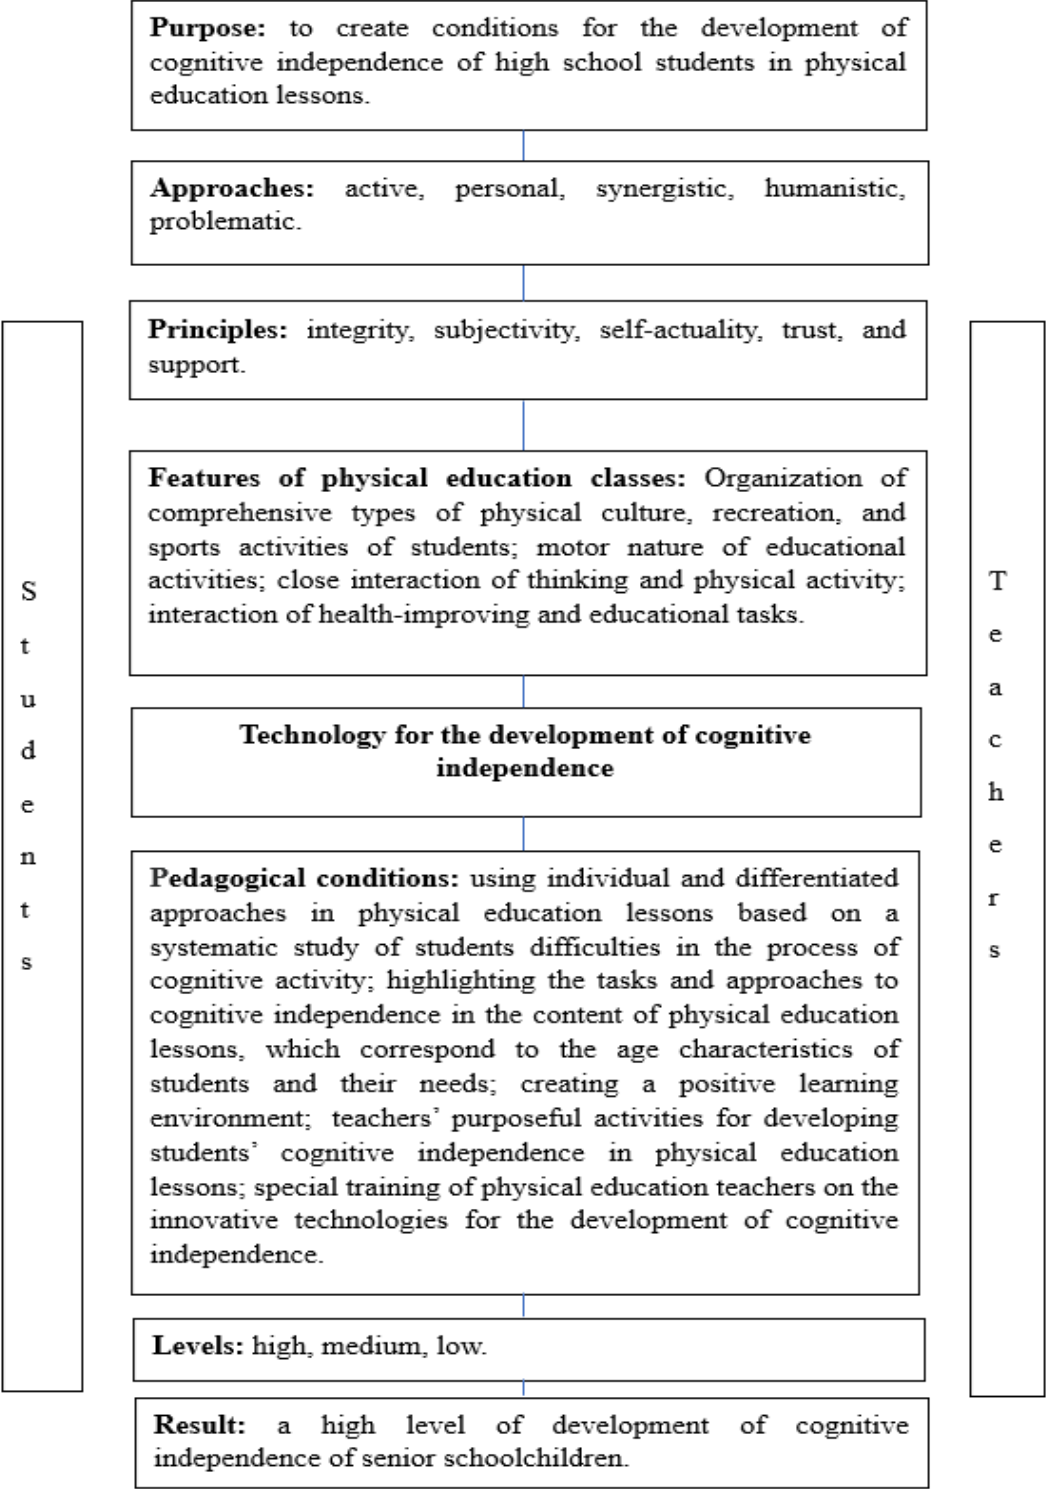 Purpose: to create conditions for the development of
cognitive independence of high school students in physical
education lessons.
Approaches: active, personal, synergistic, humanistic,
problematic.
Principles: integrity, subjectivity, self-actuality, trust, and
support.
Features of physical education classes: Organization of
comprehensive types of physical culture, recreation, and
sports activities of students; motor nature of educational
activities; close interaction of thinking and physical activity;
interaction of health-improving and educational tasks.
Technology for the development of cognitive
independence
Pedagogical conditions: using individual and differentiated
approaches in physical education lessons based on a
systematic study of students difficulties in the process of
cognitive activity; highlighting the tasks and approaches to
cognitive independence in the content of physical education
lessons, which correspond to the age characteristics of
students and their needs; creating a positive learning
environment; teachers’ purposeful activities for developing
students’ cognitive independence in physical education
lessons; special training of physical education teachers on the
innovative technologies for the development of cognitive
independence.
Levels: high, medium, low.
Result: a high level of development of cognitive
independence of senior schoolchildren.
Students
Teachers